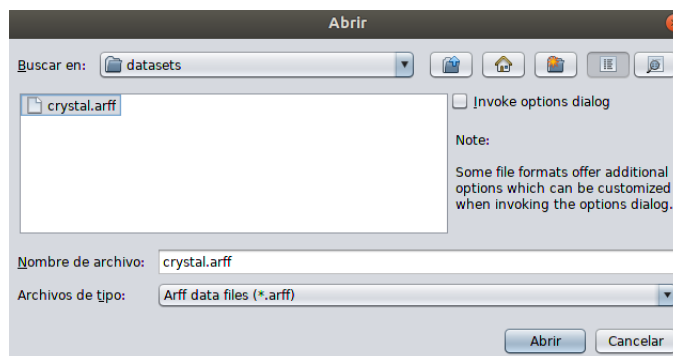 Abrir
Buscar en: datasets
crystal.arff
Invoke options dialog
Note:
Some file formats offer additional
options which can be customized
when invoking the options dialog.
Nombre de archivo: crystal.arff
Archivos de tipo: Arff data files (*.arff)
Abrir Cancelar